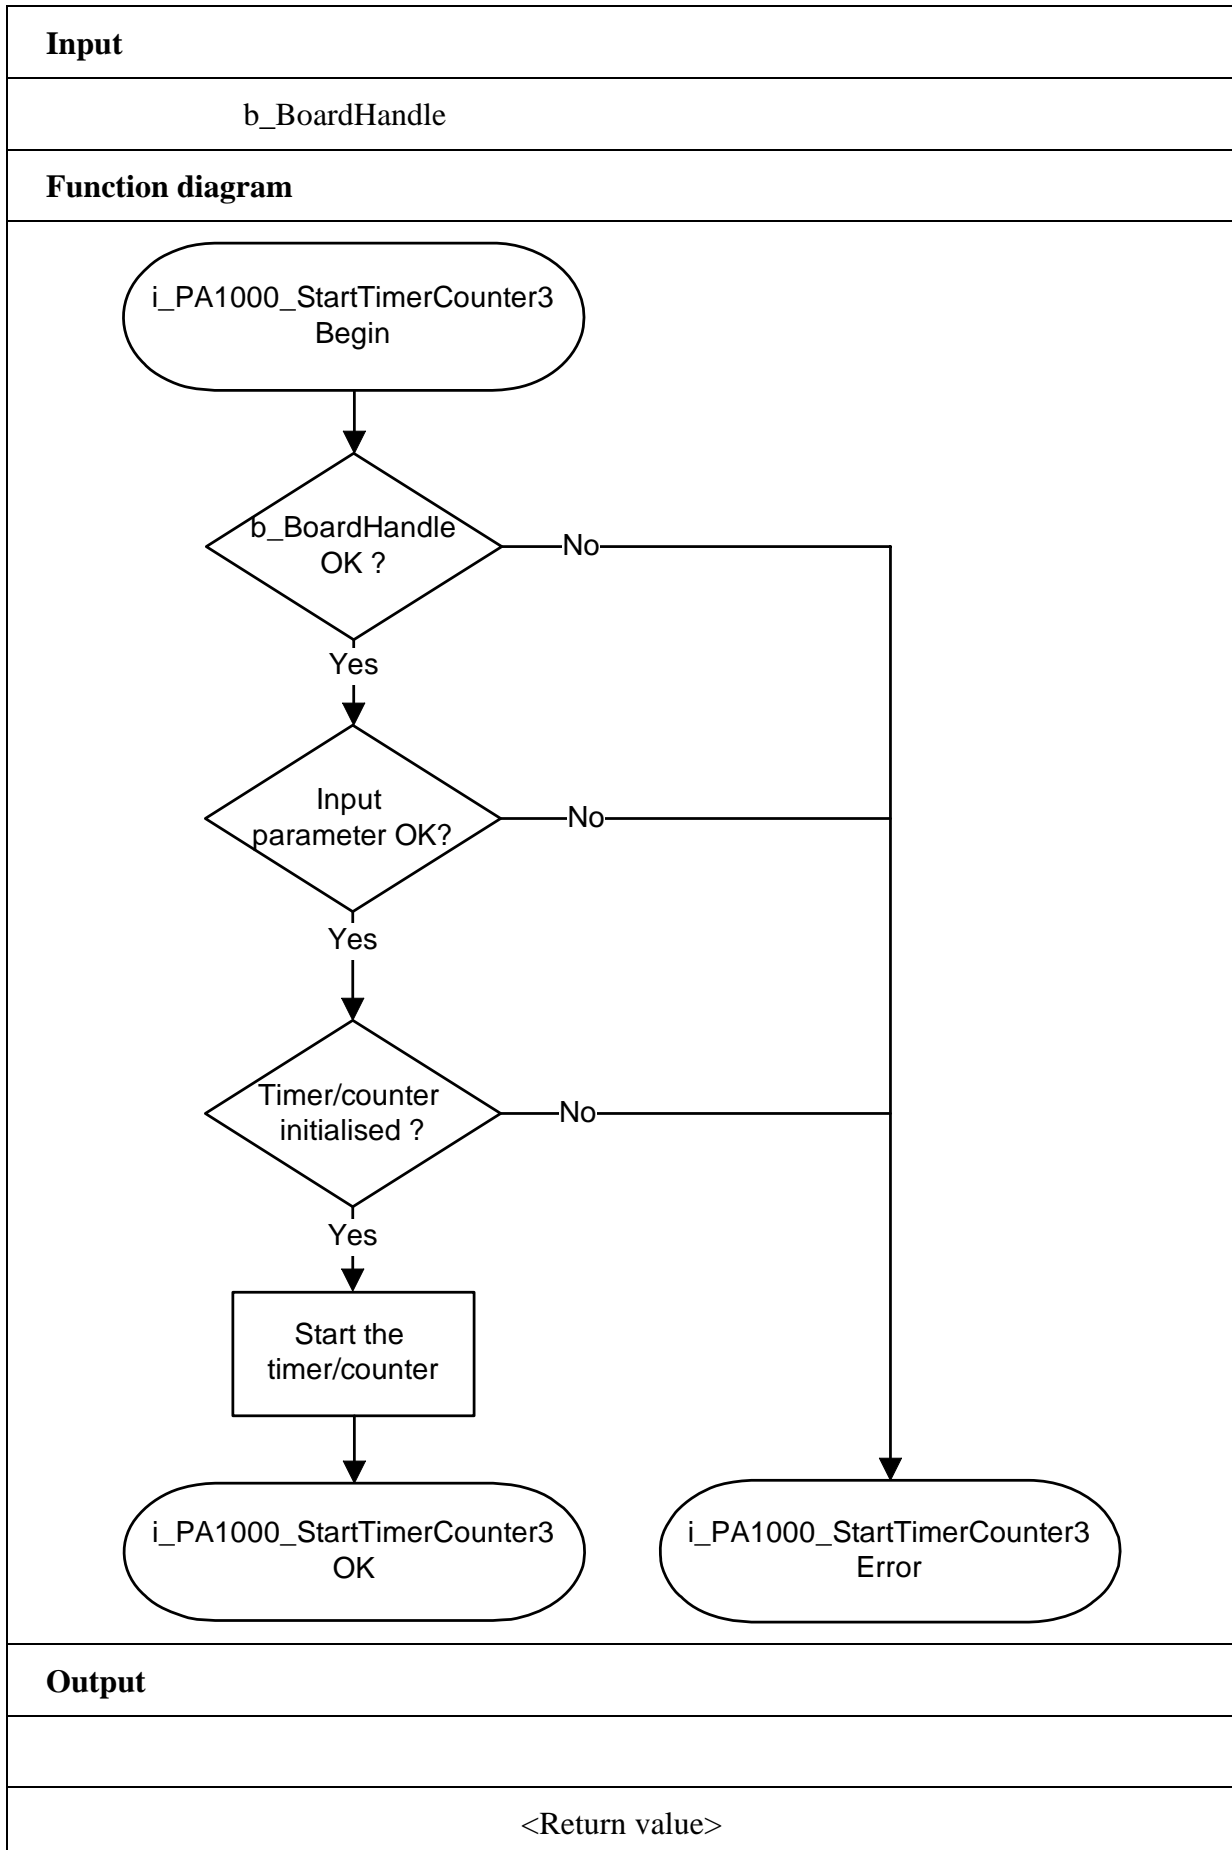 Input
b_BoardHandle
Function diagram
i_PA1000_StartTimerCounter3
Begin
b_BoardHandle
OK ?
No
Yes
Input
parameter OK?
No
Yes
Timer/counter
initialised ?
No
Yes
Start the
timer/counter
i_PA1000_StartTimerCounter3
OK
i_PA1000_StartTimerCounter3
Error
Output
<Return value>